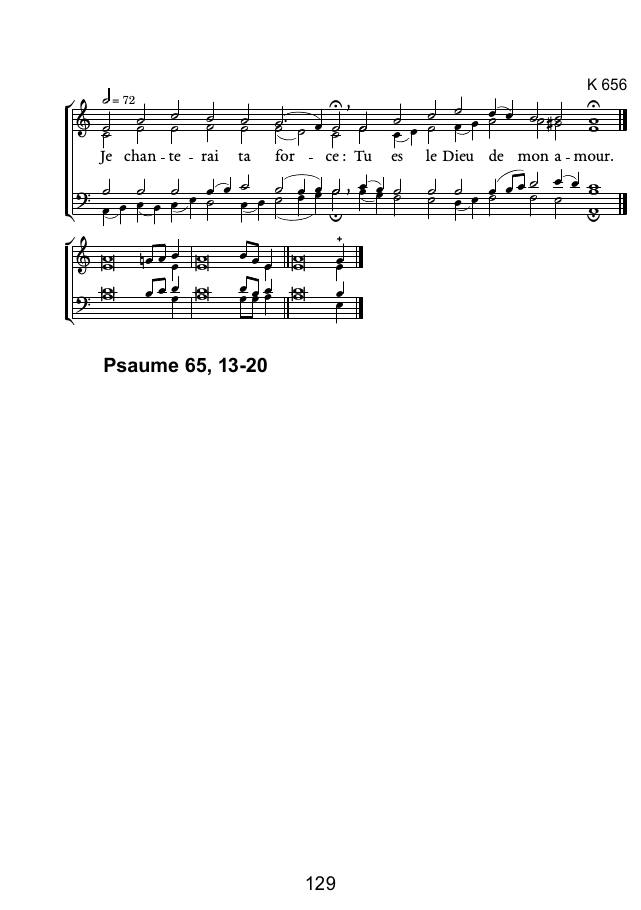 K 656
= 72
Je chan - te - rai ta for - ce : Tu es le Dieu de mon a - mour.
Psaume 65, 13-20
129